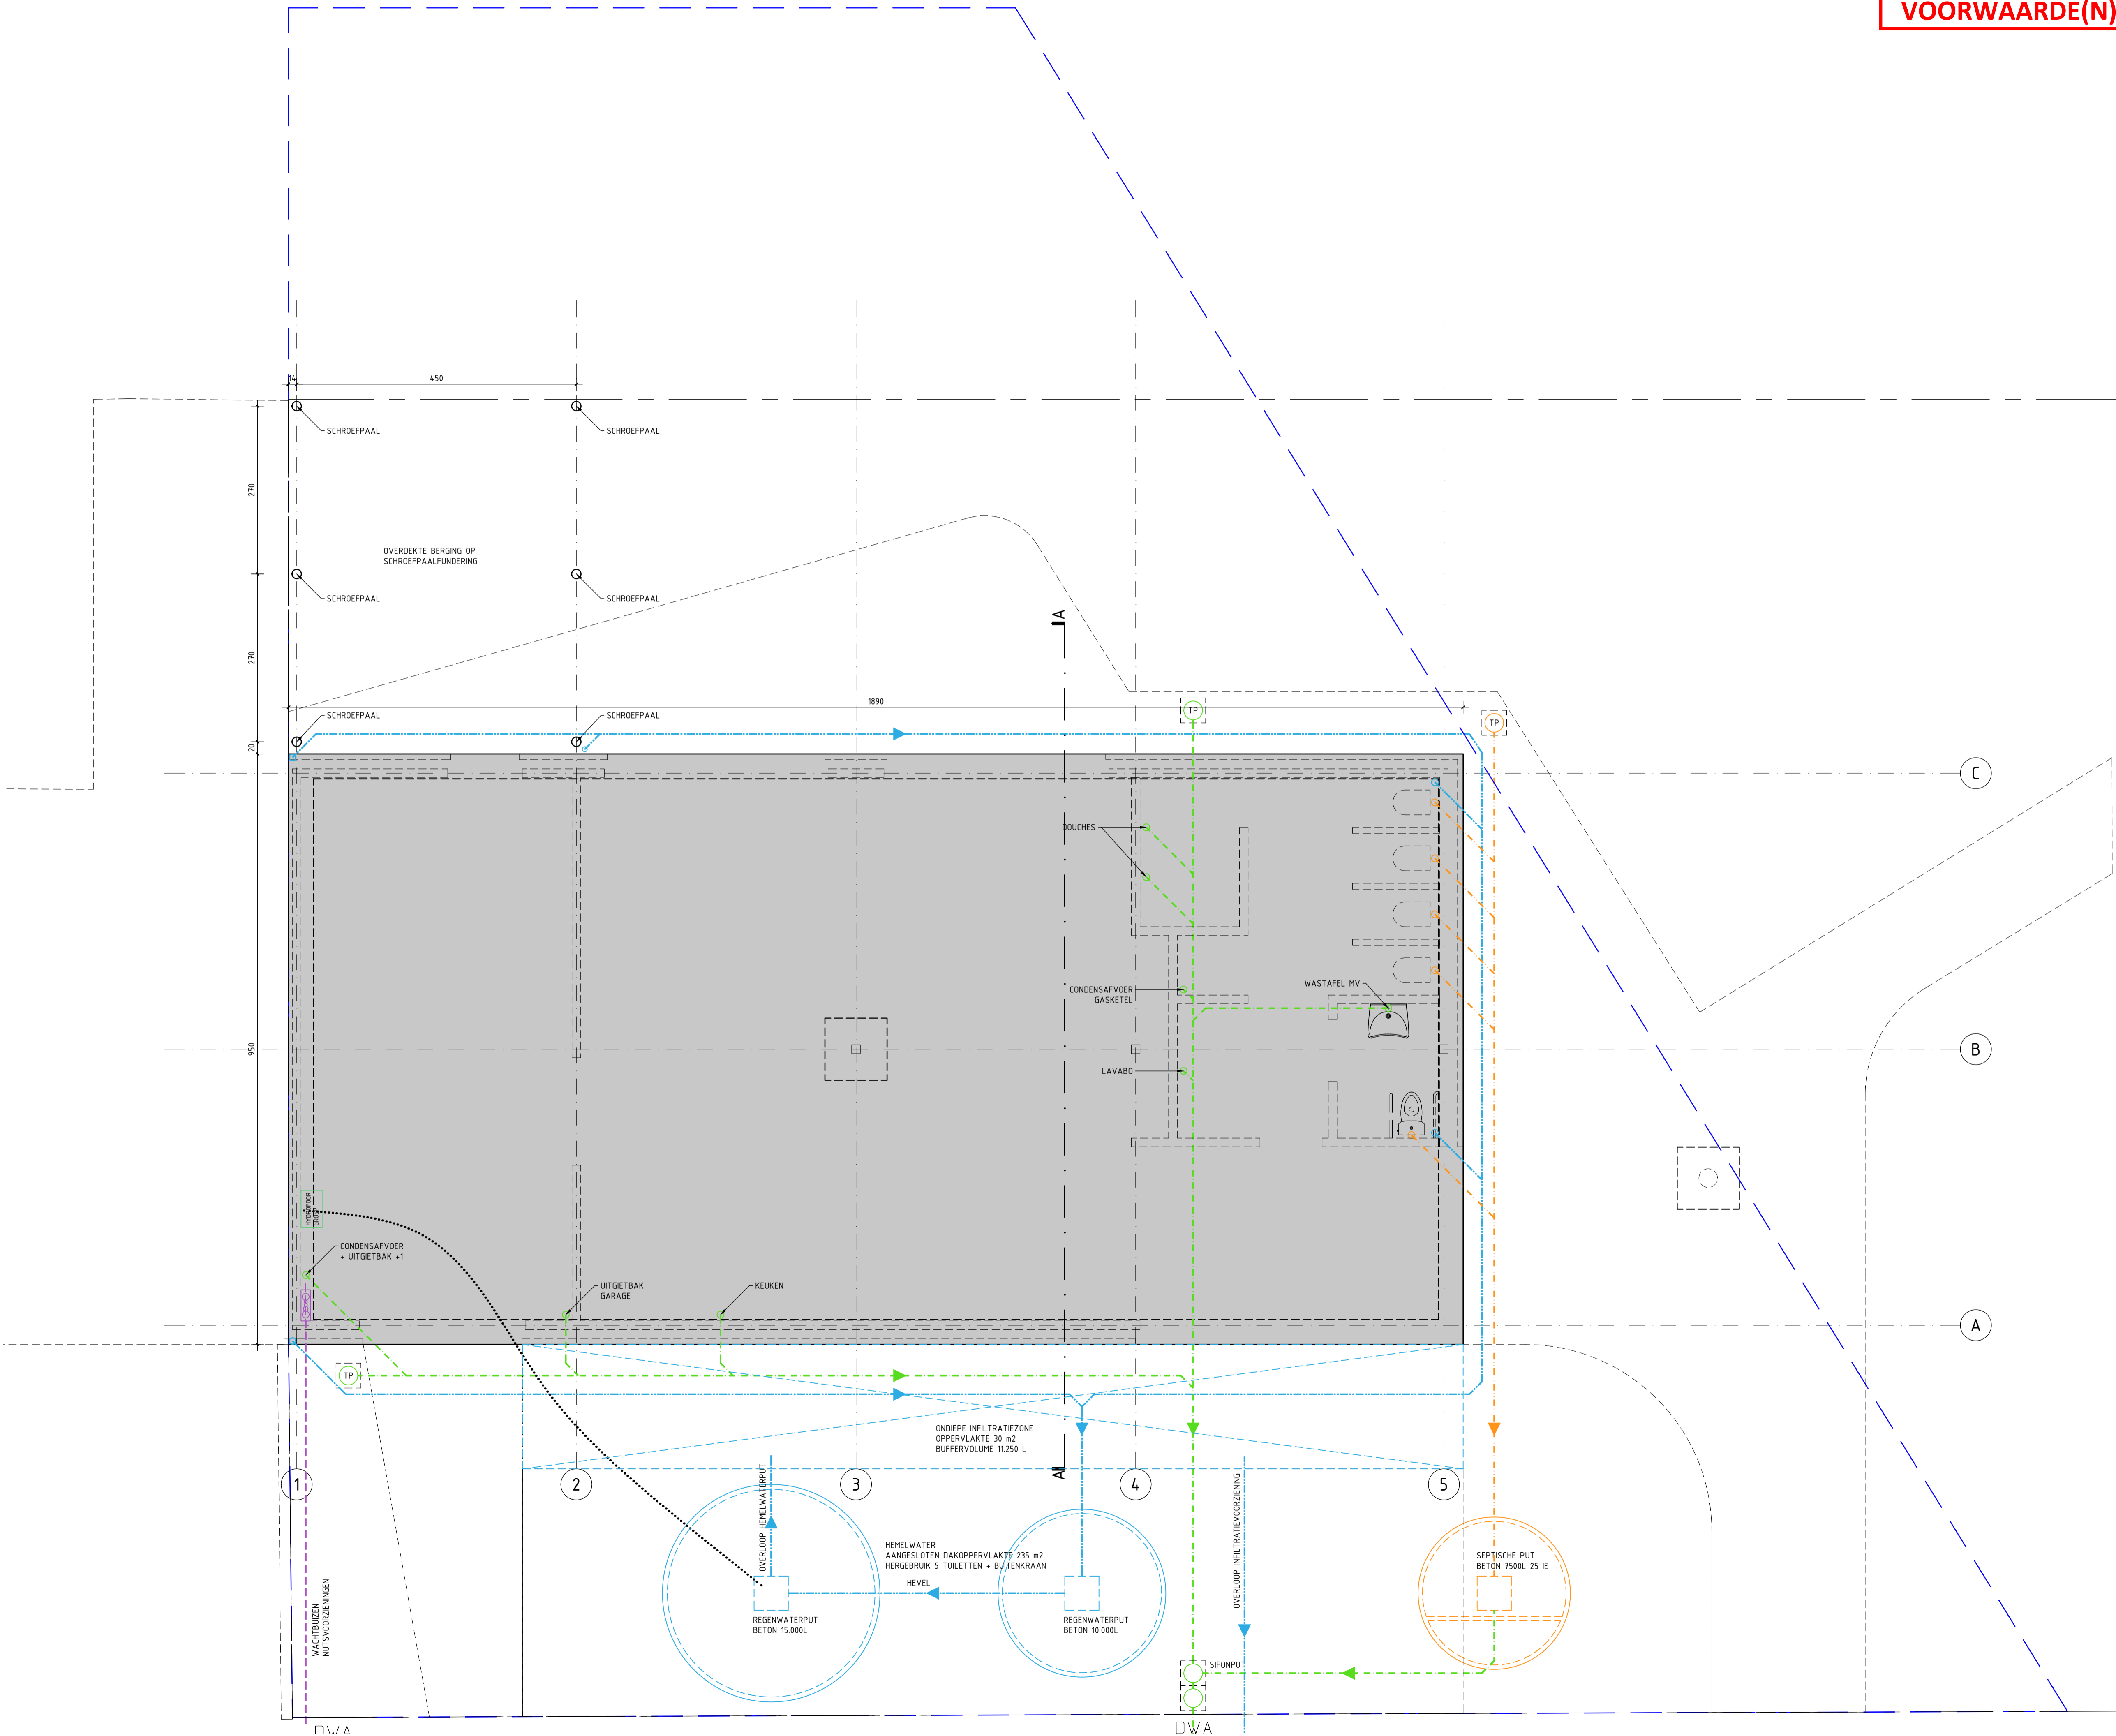 VOORWAARDE(N)
14
450
SCHROEFPAAL
SCHROEFPAAL
270
OVERDEKTE BERGING OP
SCHROEFPAALFUNDERING
SCHROEFPAAL
SCHROEFPAAL
A
270
1890
TP
SCHROEFPAAL
SCHROEFPAAL
TP
20
C
DOUCHES
CONDENSAFVOER
GASKETEL
WASTAFEL MV
950
B
LAVABO
HYDROFOOR
GROEP
CONDENSAFVOER
+ UITGIETBAK +1
UITGIETBAK
GARAGE
KEUKEN
A
TP
ONDIEPE INFILTRATIEZONE
OPPERVLAKTE 30 m2
BUFFERVOLUME 11.250 L
A
1
2
3
4
5
OVERLOOP HEMELWATERPUT
OVERLOOP INFILTRATIEVOORZIENING
HEMELWATER
AANGESLOTEN DAKOPPERVLAKTE 235 m2
HERGEBRUIK 5 TOILETTEN + BUITENKRAAN
HEVEL
SEPTISCHE PUT
BETON 7500L 25 IE
WACHTBUIZEN
NUTSVOORZIENINGEN
REGENWATERPUT
BETON 15.000L
REGENWATERPUT
BETON 10.000L
SIFONPUT
DWA
DWA